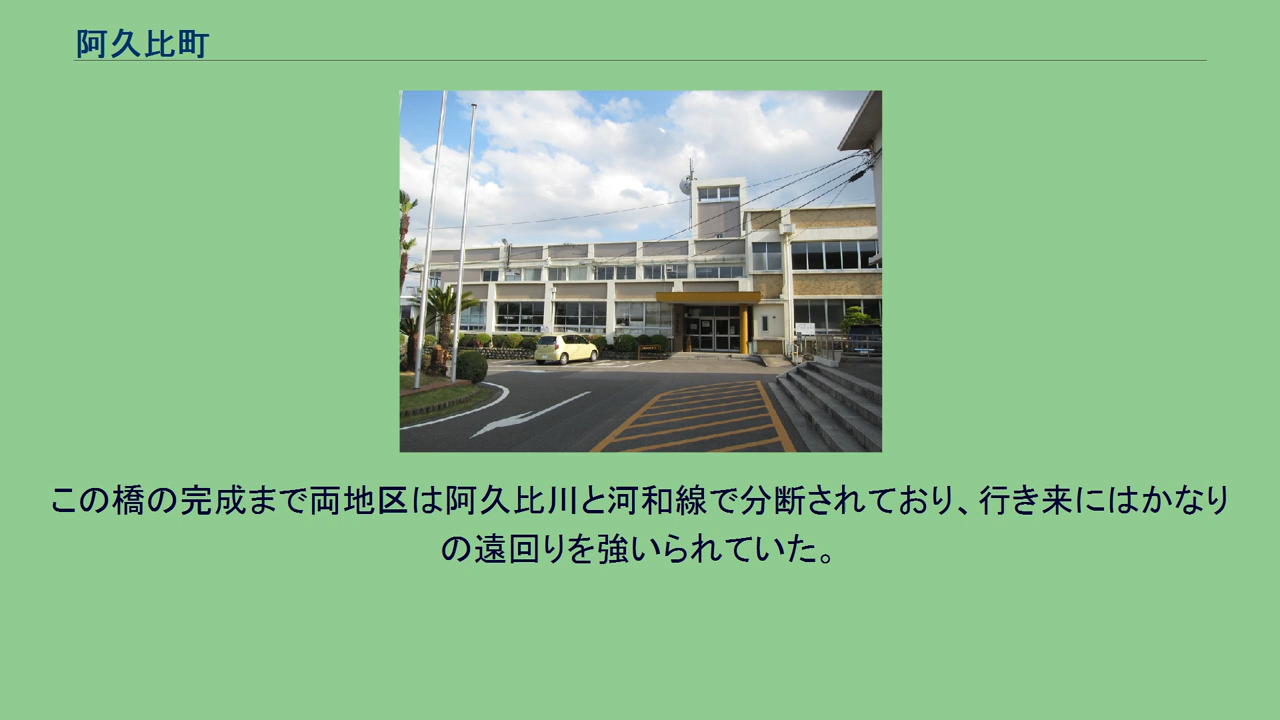 阿久比町
この橋の完成まで両地区は阿久比川と河和線で分断されており、行き来にはかなり
の遠回りを強いられていた。